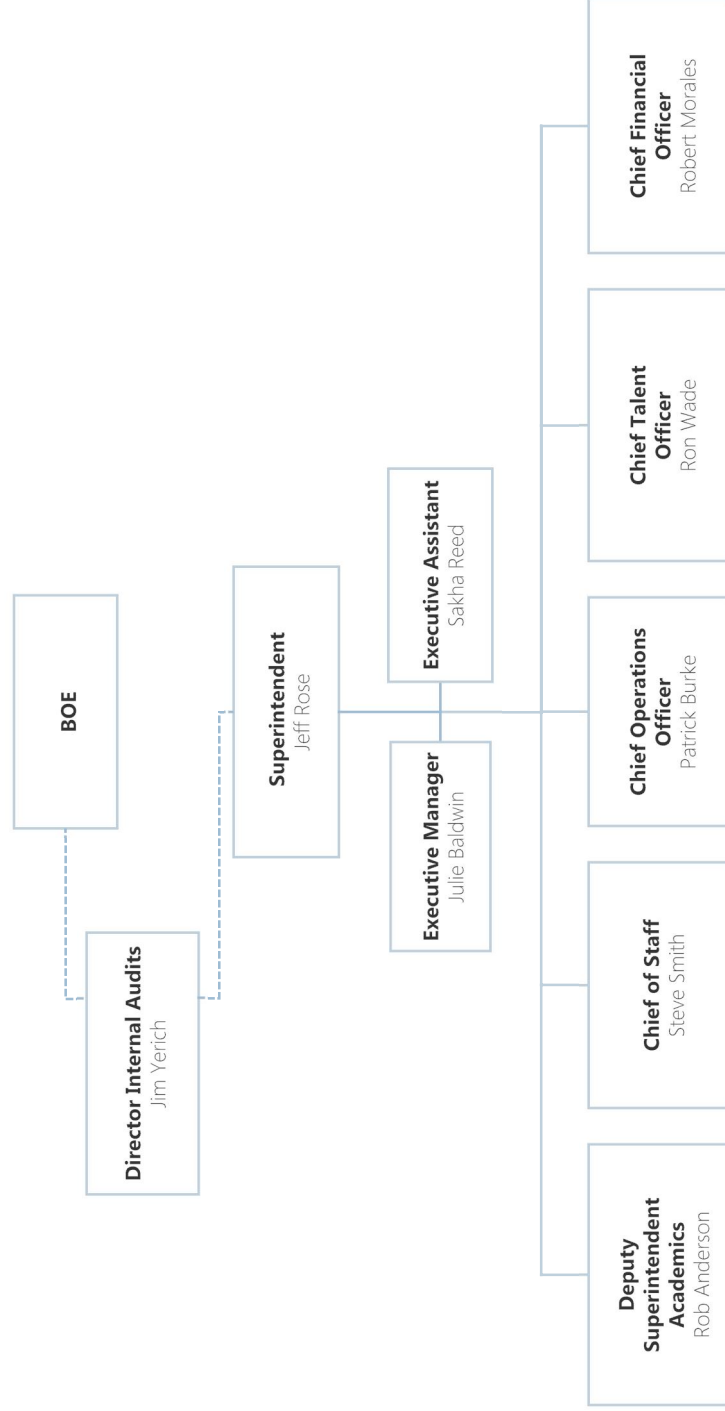 BOE
Director Internal Audits
Jim Yerich
Superintendent
Jeff Rose
Executive Manager
Julie Baldwin
Executive Assistant
Sakha Reed
Deputy
Superintendent
Academics
Rob Anderson
Chief of Staff
Steve Smith
Chief Operations
Officer
Patrick Burke
Chief Talent
Officer
Ron Wade
Chief Financial
Officer
Robert Morales